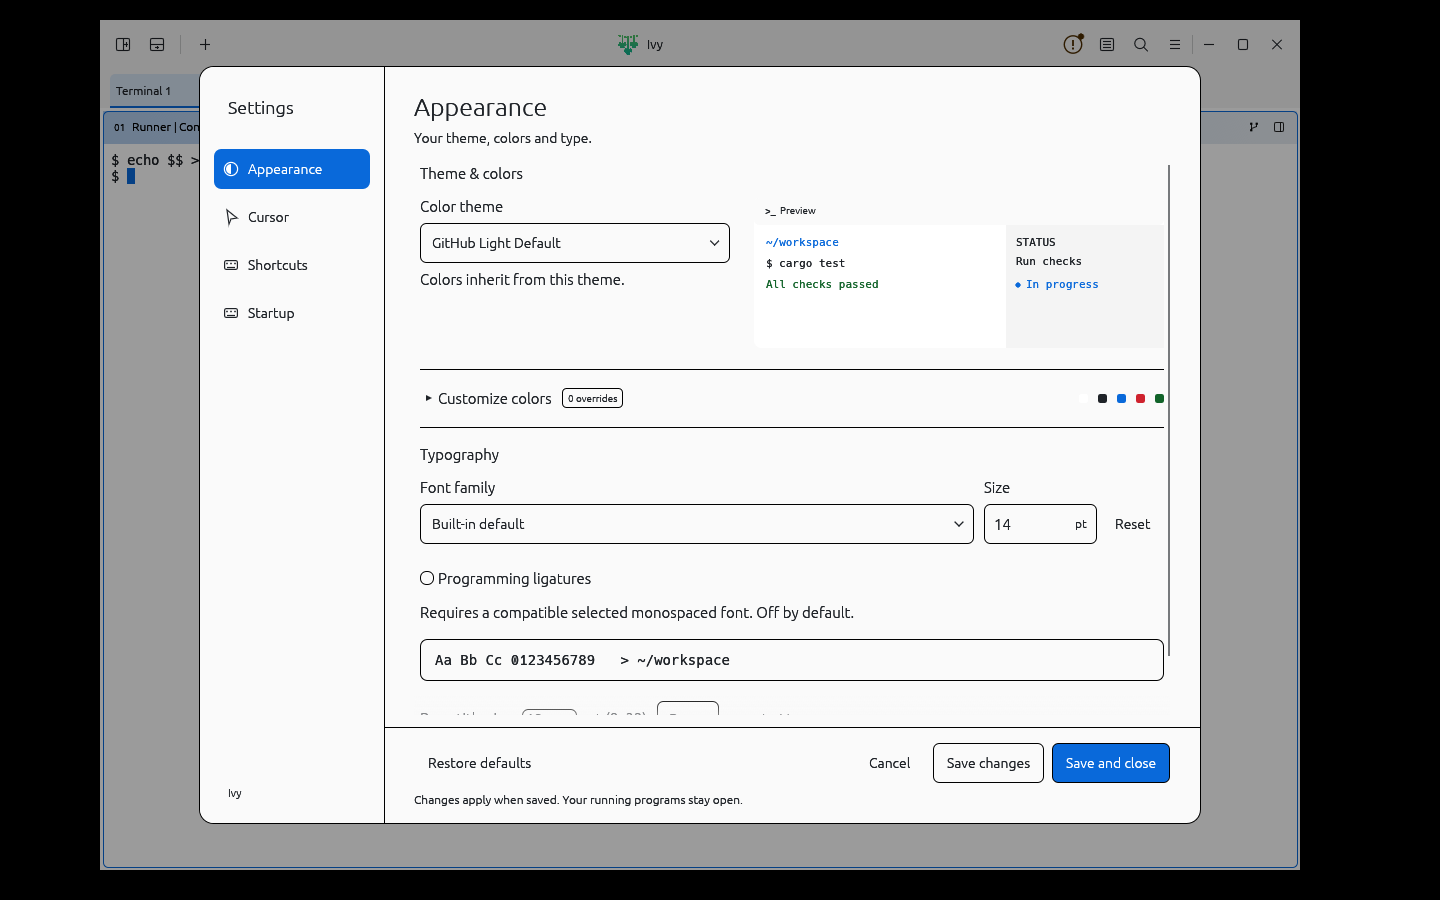 Ivy
Terminal 1
01 Runner | Con
$ echo $$ >
$
Settings
Appearance
Cursor
Shortcuts
Startup
Ivy
Appearance
Your theme, colors and type.
Theme & colors
Color theme
GitHub Light Default
Colors inherit from this theme.
>_ Preview
~/workspace
$ cargo test
All checks passed
STATUS
Run checks
In progress
Customize colors 0 overrides
Typography
Font family
Size
Built-in default
14 pt
Reset
Programming ligatures
Requires a compatible selected monospaced font. Off by default.
Aa Bb Cc 0123456789 > ~/workspace
Restore defaults
Cancel
Save changes
Save and close
Changes apply when saved. Your running programs stay open.